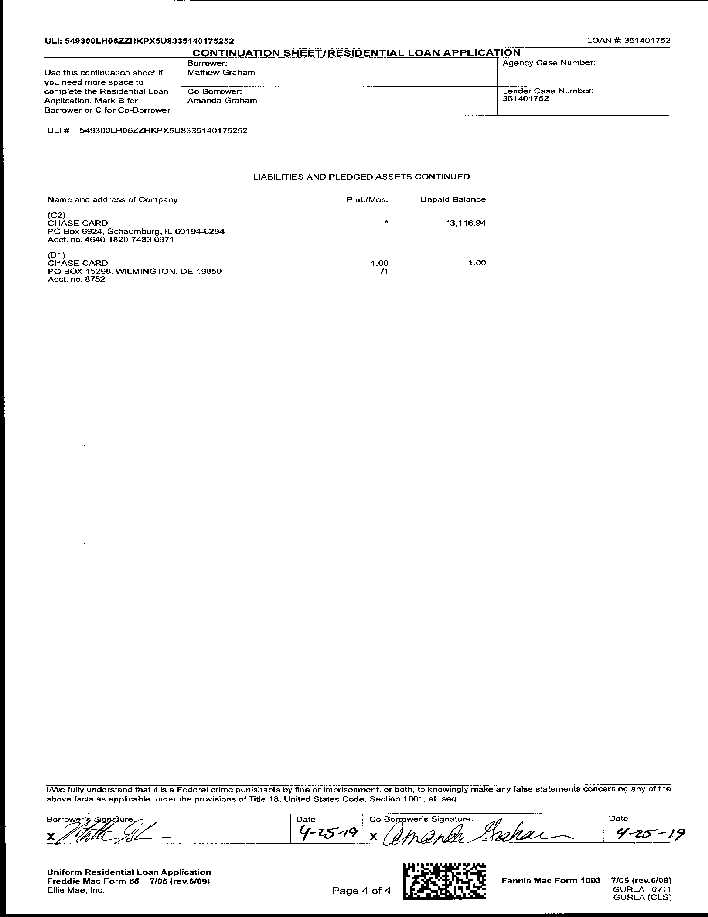 ULI: 549300LH06ZZHKPX5U8335140175252 LOAN #: 351401752
CONTINUATION SHEET/RESIDENTIAL LOAN APPLICATION
Use this continuation sheet if you need more space to complete the Residential Loan Application. Mark B for Borrower or C for Co-Borrower.
Borrower:
Mathew Graham
Co-Borrower:
Amanda Graham
Agency Case Number:
Lender Case Number:
351401752
ULI # 549300LH06ZZHKPX5U8335140175252
LIABILITIES AND PLEDGED ASSETS CONTINUED
Name and address of Company Pmt./Mos. Unpaid Balance
(C2)
CHASE CARD * *3,116.94
PO Box 6924, Schaumburg, IL
Acct. no. 4640 1820
(D1)
CHASE CARD 1.00 1.00
PO BOX 15298, WILMINGTON, DE 19850 /1
Acct. no. 8752
I/We fully understand that it is a Federal crime punishable by fine or imprisonment, or both, to knowingly make any false statements concerning any of the
above facts as applicable under the provisions of Title 18, United States Code, Section 1001, et seq.
Borrower's Signature Date Co-Borrower's Signature: Date
X 4-25-19 X Amanda Graham 4-25-19
Uniform Residential Loan Application
Freddie Mac Form 65 7/05 (rev.6/09)
Ellie Mae, Inc.
Page 4 of 4
Fannie Mae Form 1003 7/05 (rev.6/09)
GURLA
GURLA (CLS)